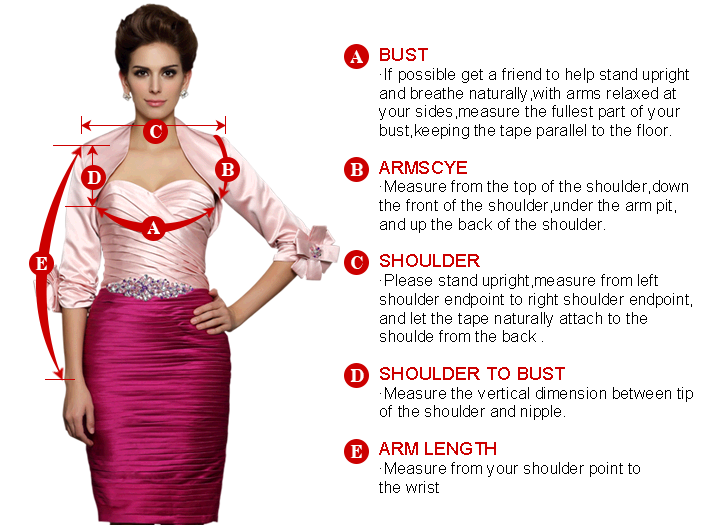 C
B
D
A
E
A BUST
·If possible get a friend to help stand upright
and breathe naturally,with arms relaxed at
your sides,measure the fullest part of your
bust,keeping the tape parallel to the floor.
B ARMSCYE
·Measure from the top of the shoulder,down
the front of the shoulder,under the arm pit,
and up the back of the shoulder.
C SHOULDER
·Please stand upright,measure from left
shoulder endpoint to right shoulder endpoint,
and let the tape naturally attach to the
shoulde from the back .
D SHOULDER TO BUST
·Measure the vertical dimension between tip
of the shoulder and nipple.
E ARM LENGTH
·Measure from your shoulder point to
the wrist